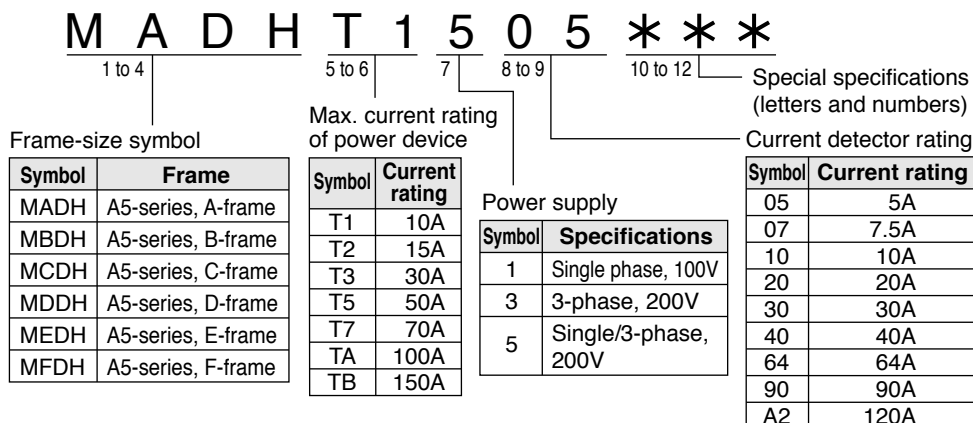 M A D H T 1 5 0 5 * * *
1 to 4 5 to 6 7 8 to 9 10 to 12
Special specifications
(letters and numbers)
Frame-size symbol
Symbol Frame
MADH A5-series, A-frame
MBDH A5-series, B-frame
MCDH A5-series, C-frame
MDDH A5-series, D-frame
MEDH A5-series, E-frame
MFDH A5-series, F-frame
Max. current rating
of power device
Symbol Current
rating
T1 10A
T2 15A
T3 30A
T5 50A
T7 70A
TA 100A
TB 150A
Power supply
Symbol Specifications
1 Single phase, 100V
3 3-phase, 200V
5 Single/3-phase,
200V
Current detector rating
Symbol Current rating
05 5A
07 7.5A
10 10A
20 20A
30 30A
40 40A
64 64A
90 90A
A2 120A